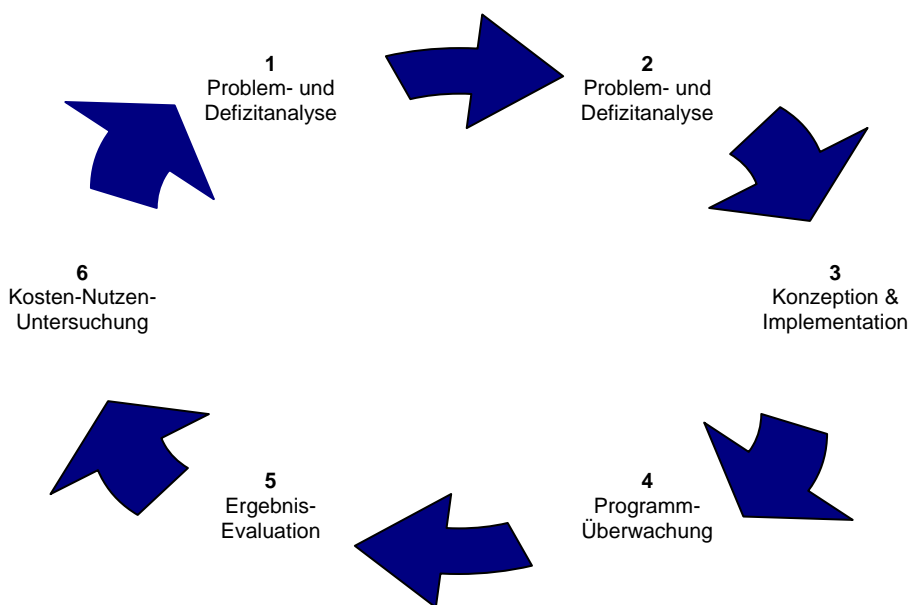 1
Problem- und
Defizitanalyse
2
Problem- und
Defizitanalyse
3
Konzeption &
Implementation
4
Programm-
Überwachung
5
Ergebnis-
Evaluation
6
Kosten-Nutzen-
Untersuchung